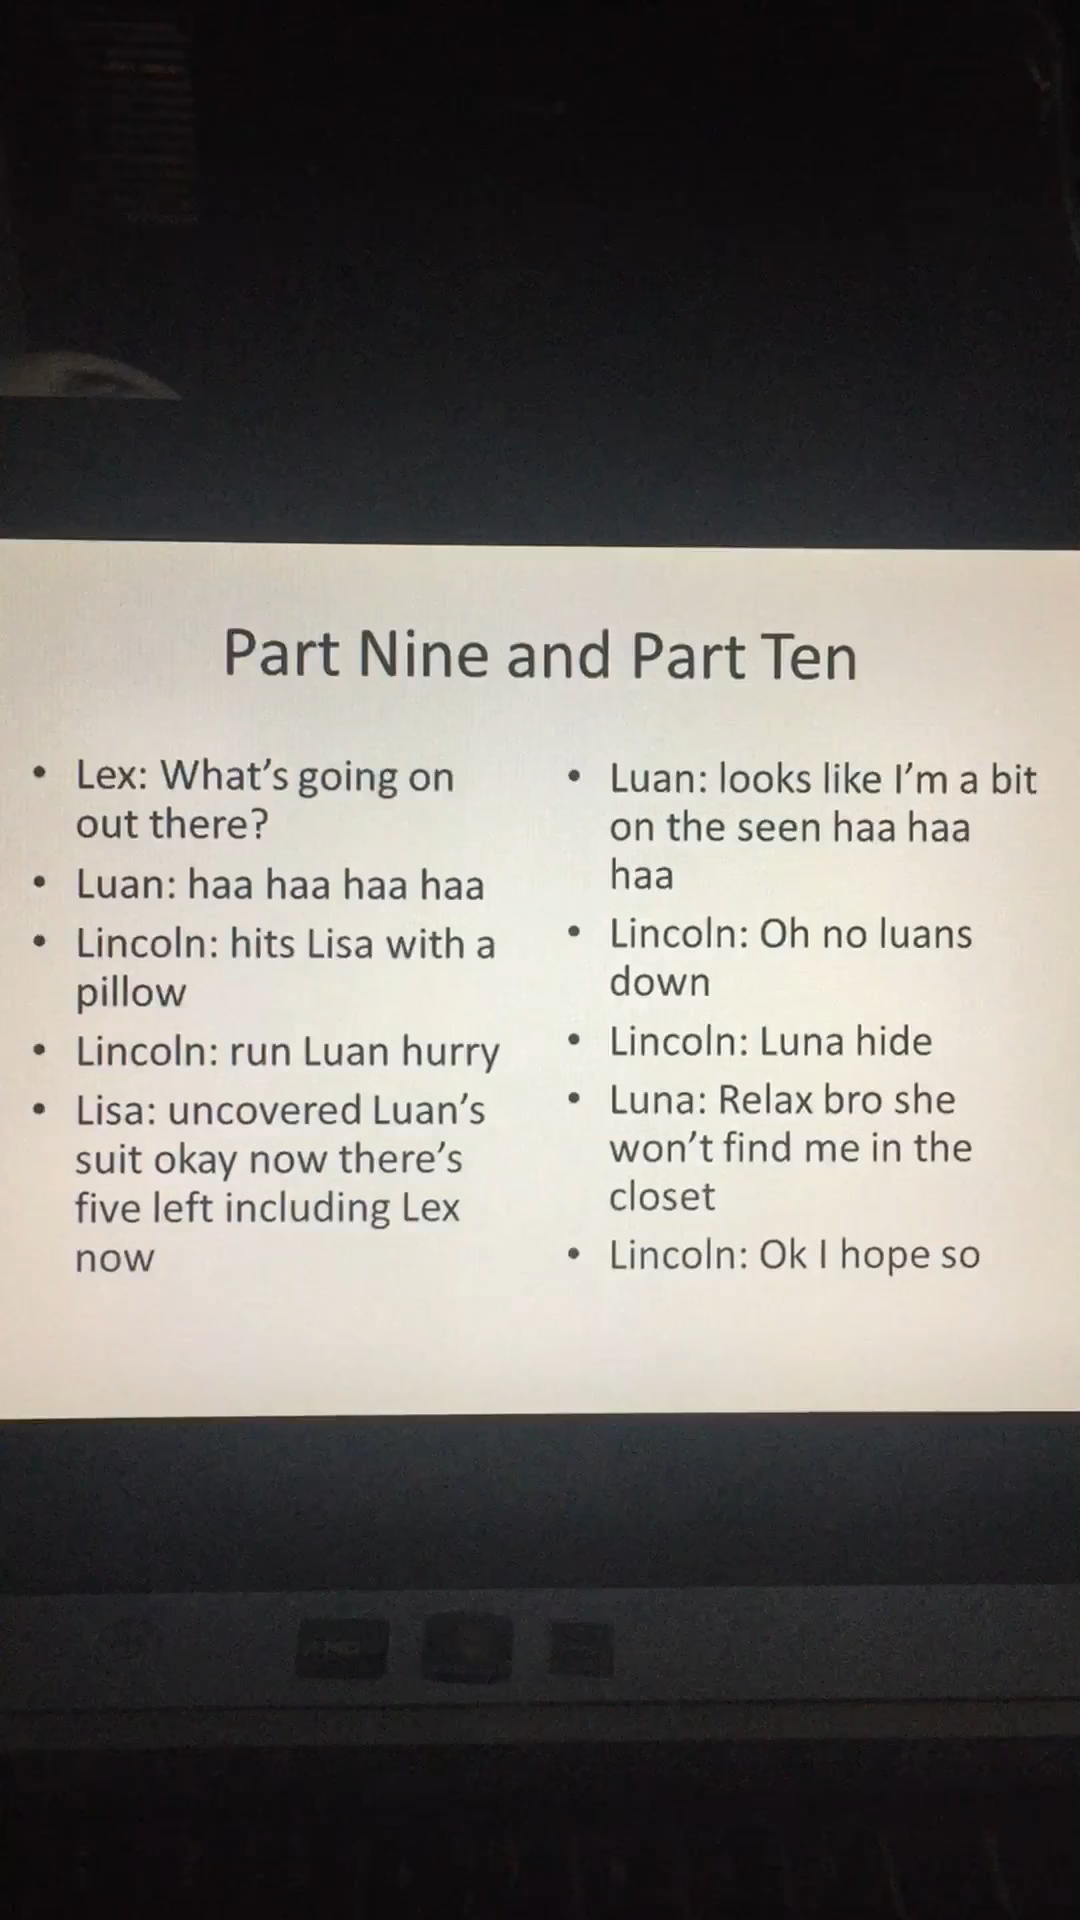 Part Nine and Part Ten
• Lex: What's going on
out there?
• Luan: haa haa haa haa
• Lincoln: hits Lisa with a
pillow
• Lincoln: run Luan hurry
• Lisa: uncovered Luan's
suit okay now there's
five left including Lex
now
• Luan: looks like I'm a bit
on the seen haa haa
haa
• Lincoln: Oh no luans
down
• Lincoln: Luna hide
• Luna: Relax bro she
won't find me in the
closet
• Lincoln: Ok I hope so
AMD